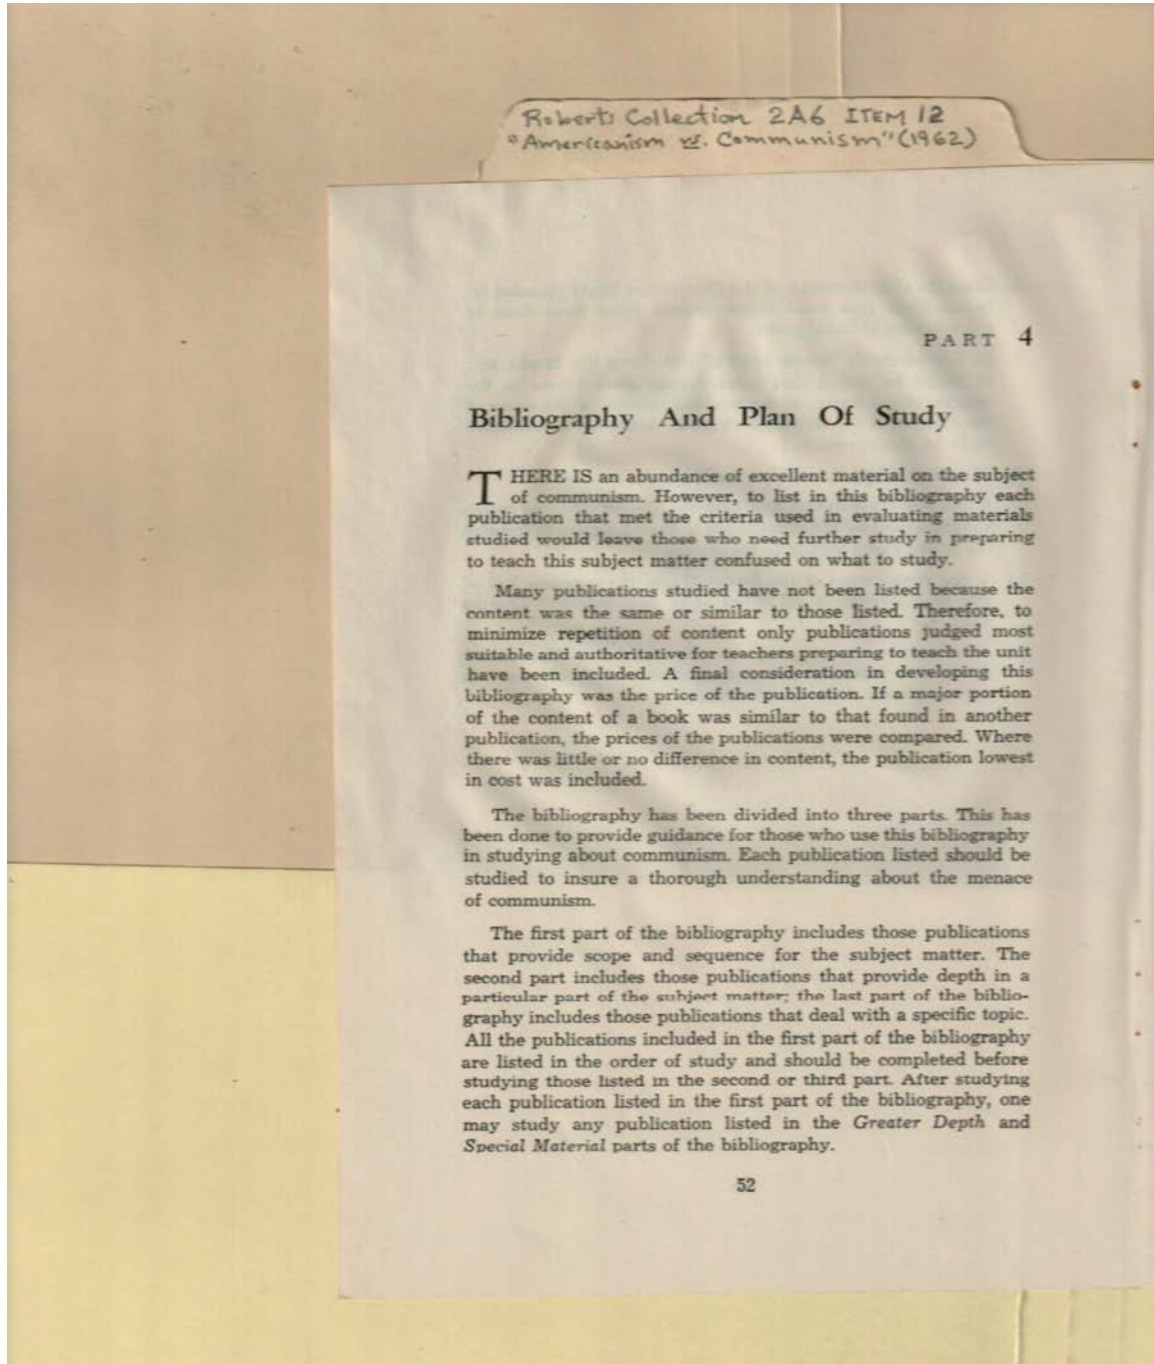 Roberts Collection 2A6 ITEM 12
"Americanism vs. Communism" (1962)
PART 4
Bibliography And Plan Of Study
THERE IS an abundance of excellent material on the subject
of communism. However, to list in this bibliography each
publication that met the criteria used in evaluating materials
studied would leave those who need further study in preparing
to teach this subject matter confused on what to study.
Many publications studied have not been listed because the
content was the same or similar to those listed. Therefore, to
minimize repetition of content only publications judged most
suitable and authoritative for teachers preparing to teach the unit
have been included. A final consideration in developing this
bibliography was the price of the publication. If a major portion
of the content of a book was similar to that found in another
publication, the prices of the publications were compared. Where
there was little or no difference in content, the publication lowest
in cost was included.
The bibliography has been divided into three parts. This has
been done to provide guidance for those who use this bibliography
in studying about communism. Each publication listed should be
studied to insure a thorough understanding about the menace
of communism.
The first part of the bibliography includes those publications
that provide scope and sequence for the subject matter. The
second part includes those publications that provide depth in a
particular part of the subject matter; the last part of the biblio-
graphy includes those publications that deal with a specific topic.
All the publications included in the first part of the bibliography
are listed in the order of study and should be completed before
studying those listed in the second or third part. After studying
each publication listed in the first part of the bibliography, one
may study any publication listed in the Greater Depth and
Special Material parts of the bibliography.
52